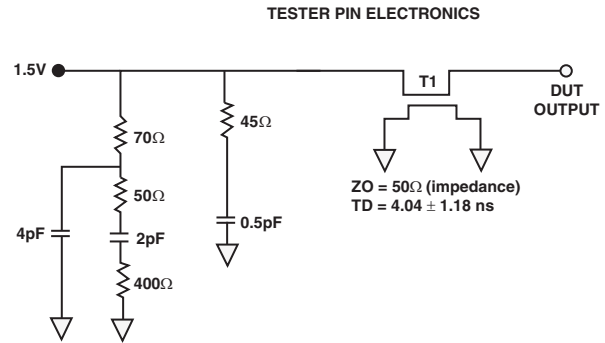 TESTER PIN ELECTRONICS
1.5V
T1
DUT
OUTPUT
70Ω
45Ω
50Ω
ZO = 50Ω (impedance)
TD = 4.04 ± 1.18 ns
4pF
2pF
0.5pF
400Ω